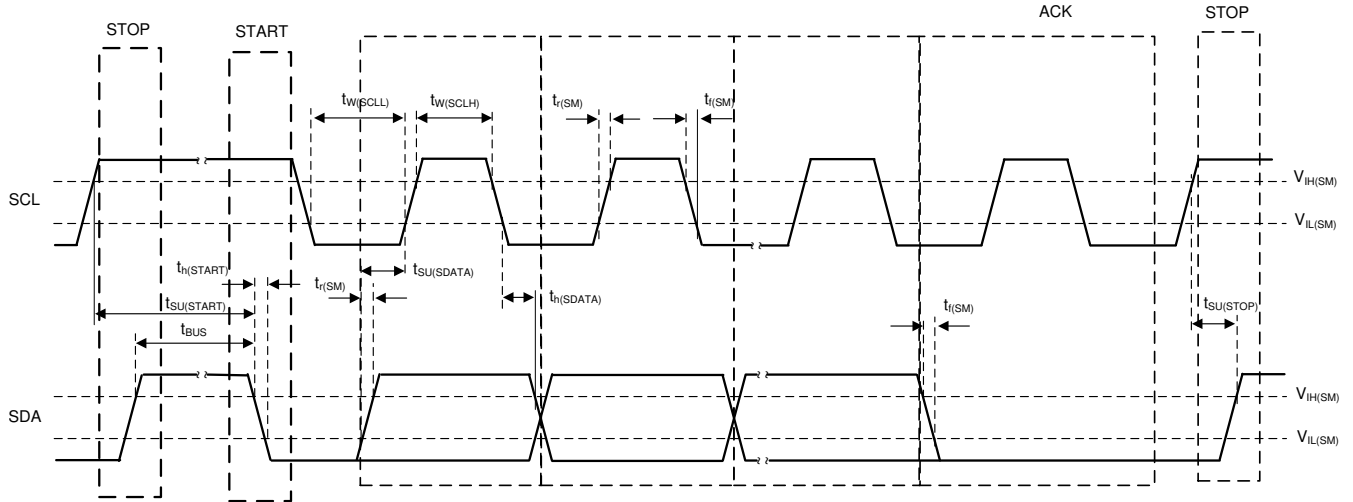 ACK
STOP START STOP
tW(SCLL) tW(SCLH) tr(SM) tf(SM)
VIH(SM)
SCL
VIL(SM)
th(START) tSU(SDATA)
tr(SM) th(SDATA)
tSU(START) tf(SM) tSU(STOP)
tBUS
VIH(SM)
SDA
VIL(SM)